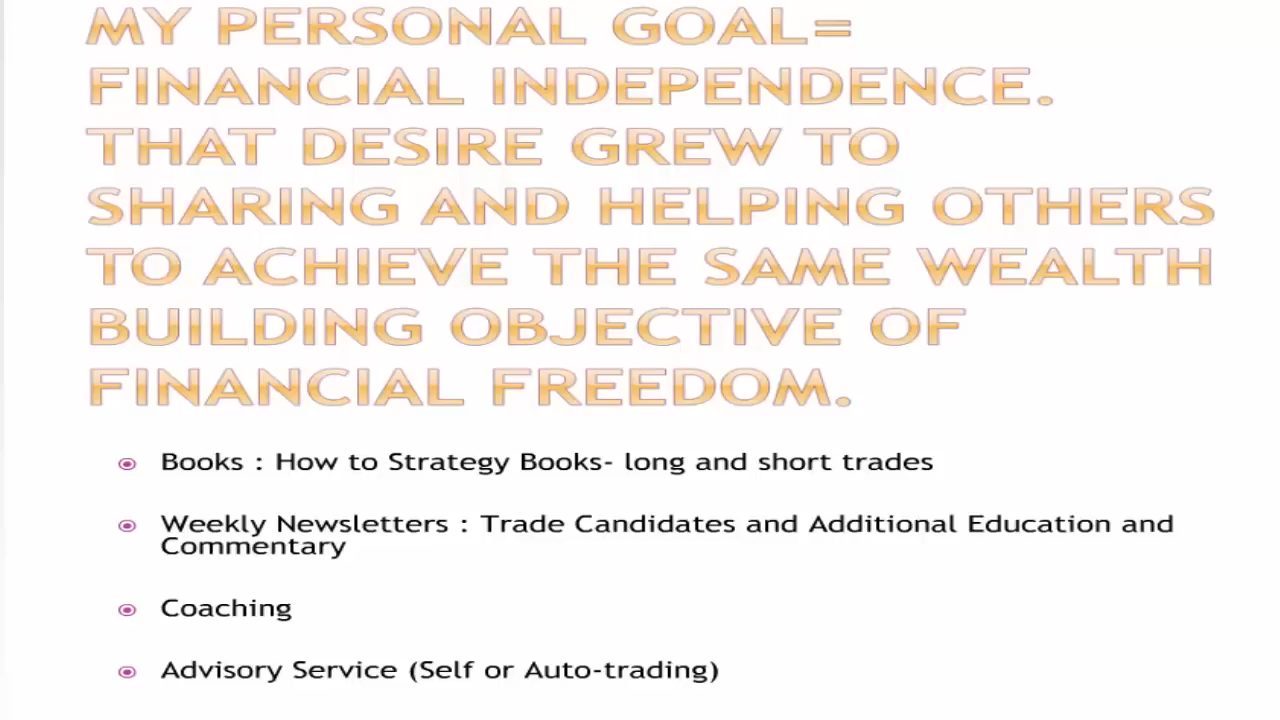 MY PERSONAL GOAL=
FINANCIAL INDEPENDENCE.
THAT DESIRE GREW TO
SHARING AND HELPING OTHERS
TO ACHIEVE THE SAME WEALTH
BUILDING OBJECTIVE OF
FINANCIAL FREEDOM.
Books : How to Strategy Books- long and short trades
Weekly Newsletters : Trade Candidates and Additional Education and
Commentary
Coaching
Advisory Service (Self or Auto-trading)